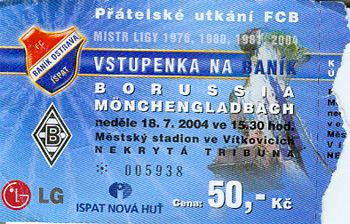 Přátelské utkání FCB
MISTR LIGY 1976, 1980, 1981, 2004
F.C.
BANÍK OSTRAVA
ISPAT
VSTUPENKA NA BANÍK
BORUSSIA
MÖNCHENGLADBACH
neděle 18. 7. 2004 ve 15.30 hod.
Městský stadion ve Vítkovicích
NEKRYTÁ TRIBUNA
* 005938
LG
ISPAT NOVÁ HUŤ
Cena: 50,- Kč